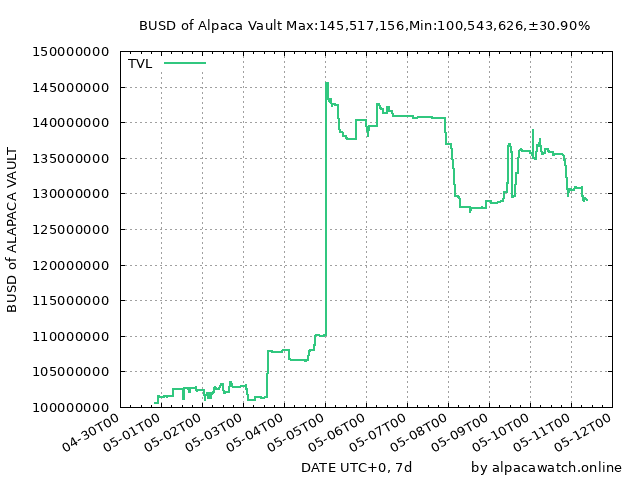 BUSD of Alpaca Vault Max:145,517,156,Min:100,543,626,±30.90%
150000000
TVL
145000000
140000000
135000000
130000000
125000000
120000000
115000000
110000000
105000000
100000000
BUSD of ALAPACA VAULT
04-30T00
05-01T00
05-02T00
05-03T00
05-04T00
05-05T00
05-06T00
05-07T00
05-08T00
05-09T00
05-10T00
05-11T00
05-12T00
DATE UTC+0, 7d
by alpacawatch.online